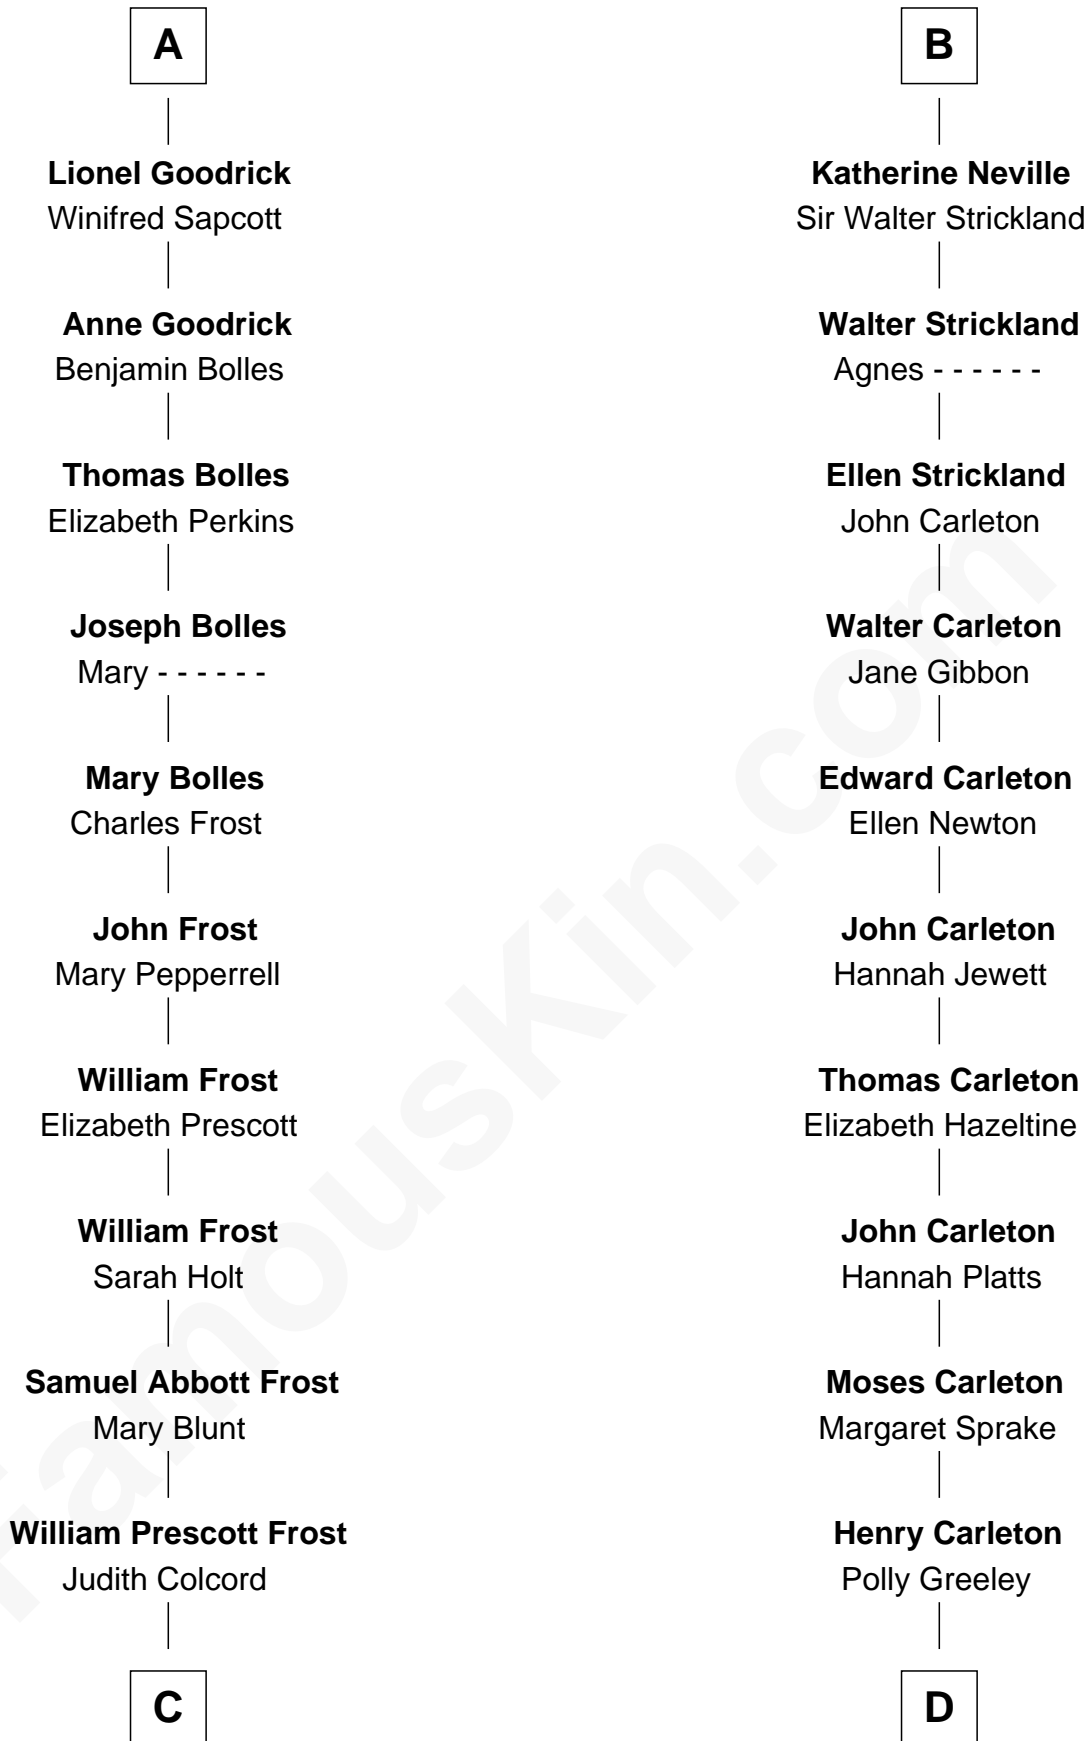 A
Lionel Goodrick
Winifred Sapcott
Anne Goodrick
Benjamin Bolles
Thomas Bolles
Elizabeth Perkins
Joseph Bolles
Mary - - - - - -
Mary Bolles
Charles Frost
John Frost
Mary Pepperrell
William Frost
Elizabeth Prescott
William Frost
Sarah Holt
Samuel Abbott Frost
Mary Blunt
William Prescott Frost
Judith Colcord
C
B
Katherine Neville
Sir Walter Strickland
Walter Strickland
Agnes - - - - - -
Ellen Strickland
John Carleton
Walter Carleton
Jane Gibbon
Edward Carleton
Ellen Newton
John Carleton
Hannah Jewett
Thomas Carleton
Elizabeth Hazeltine
John Carleton
Hannah Platts
Moses Carleton
Margaret Sprake
Henry Carleton
Polly Greeley
D
FamousKin.com